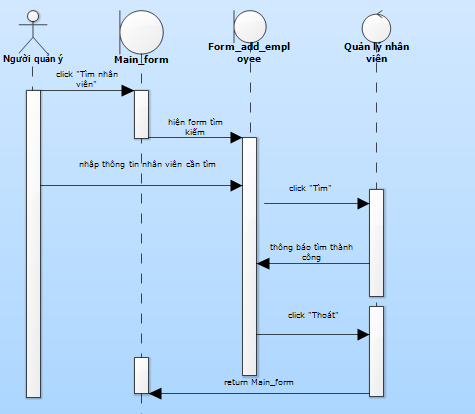 Người quản ý
Main_form
Form_add_empl
oyee
Quản lý nhân
viên
click "Tìm nhân
viên"
hiện form tìm
kiếm
nhập thông tin nhân viên cần tìm
click "Tìm"
thông báo tìm thành
công
click "Thoát"
return Main_form